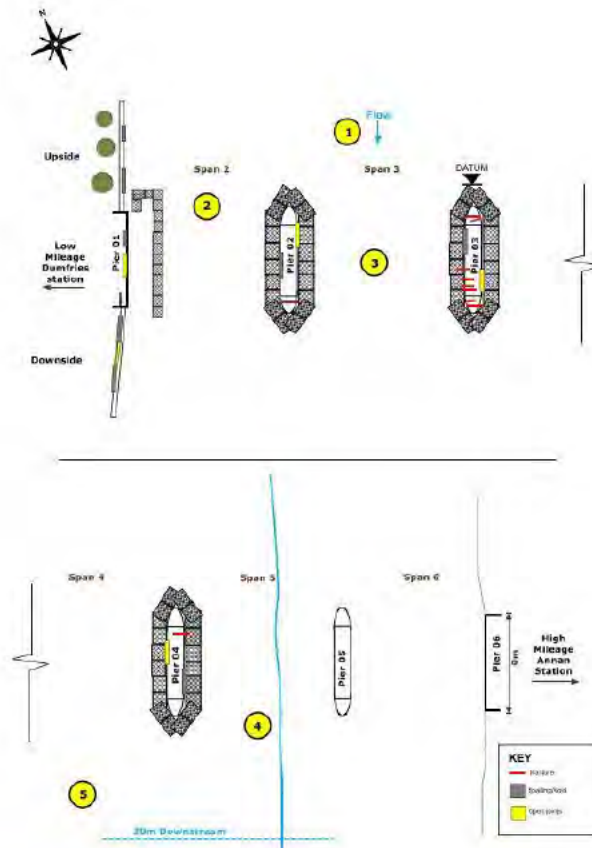 N
1
Flow
Upside
Span 2
Span 3
DATUM
2
Low
Mileage
Dumfries
station
Pier 01
Pier 02
3
Pier 03
Downside
Span 4
Span 5
Span 6
Pier 04
Pier 05
Pier 06
High
Mileage
Annan
Station
4
KEY
Open joints
5
20m Downstream